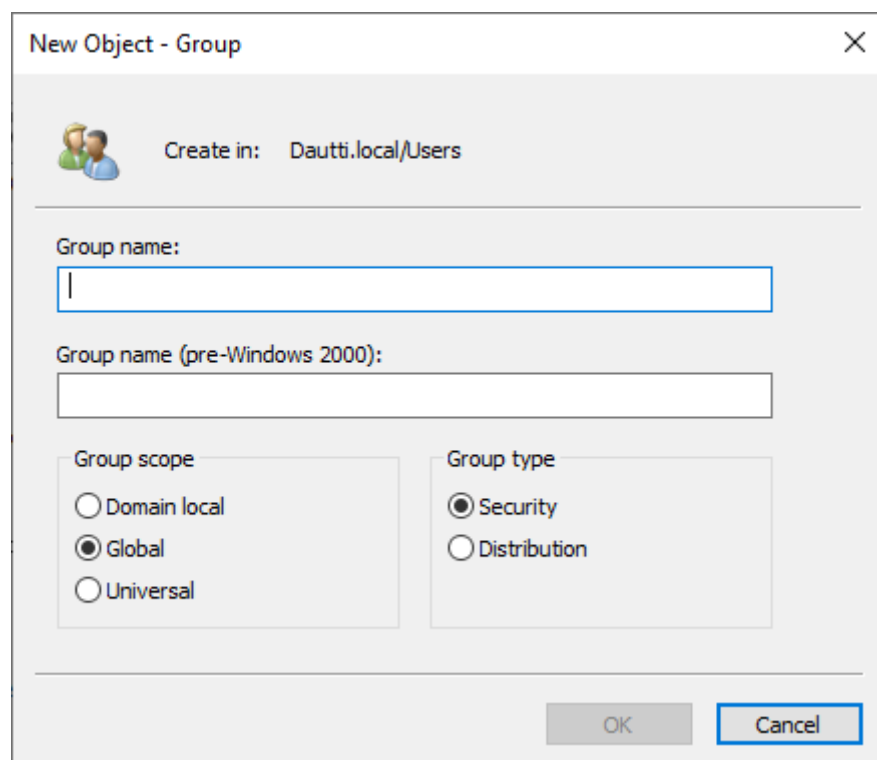 New Object - Group
Create in: Dautti.local/Users
Group name:
Group name (pre-Windows 2000):
Group scope
Domain local
Global
Universal
Group type
Security
Distribution
OK
Cancel